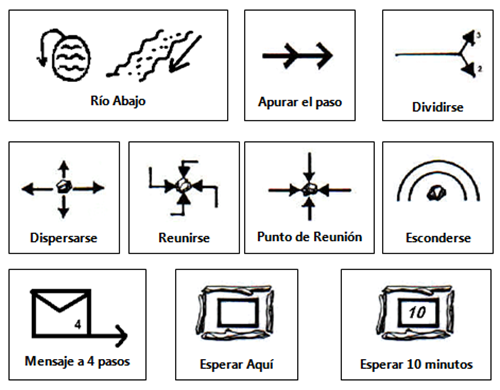 Río Abajo
Apurar el paso
3
2
Dividirse
Dispersarse
Reunirse
Punto de Reunión
Esconderse
4
Mensaje a 4 pasos
Esperar Aquí
10
Esperar 10 minutos